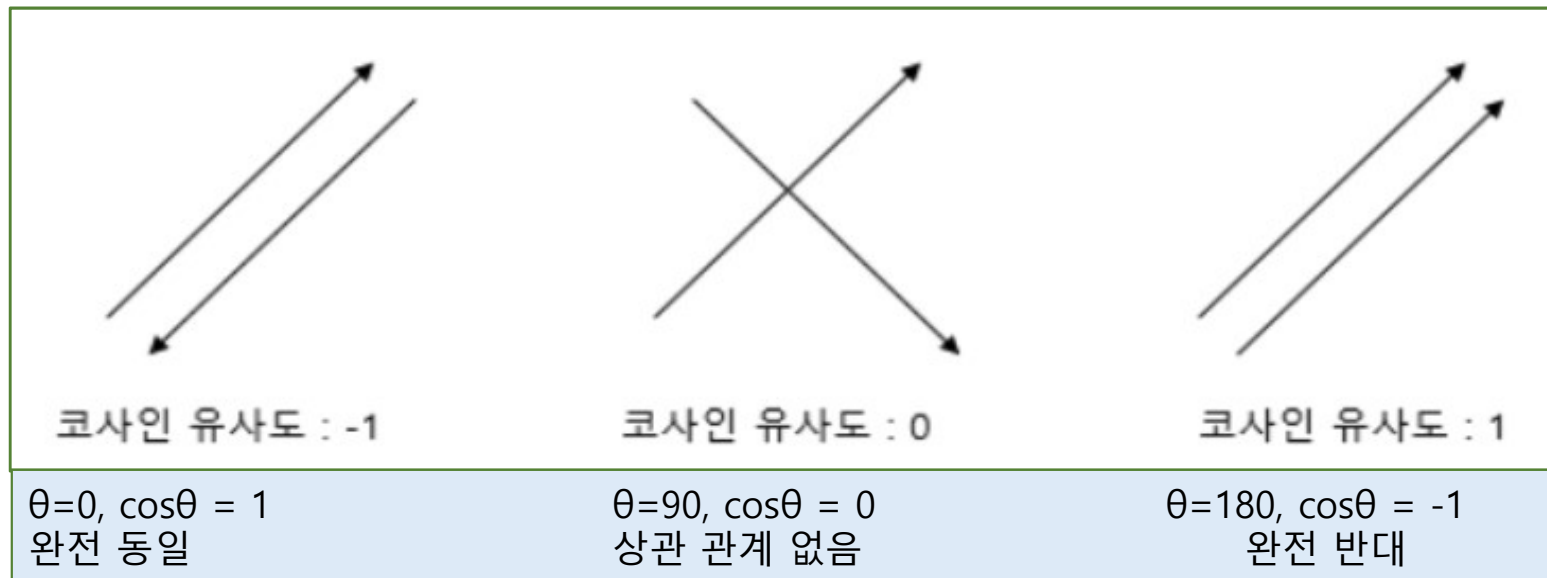 코사인 유사도 : -1
코사인 유사도 : 0
코사인 유사도 : 1
θ=0, cosθ = 1
완전 동일
θ=90, cosθ = 0
상관 관계 없음
θ=180, cosθ = -1
완전 반대